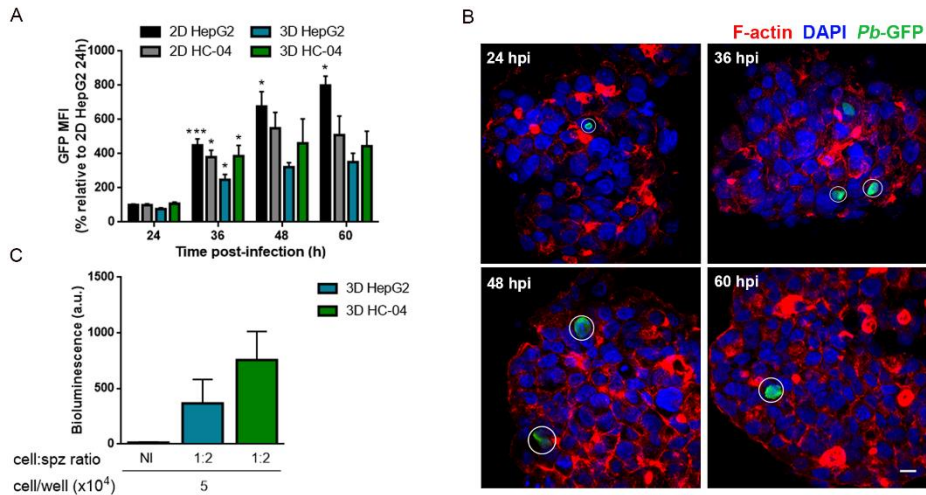 A
2D HepG2 3D HepG2
2D HC-04 3D HC-04
GFP MFI
(% relative to 2D HepG2 24h)
1000
800
600
400
200
0
*** * * *
*
*
24 36 48 60
Time post-infection (h)
B
F-actin DAPI Pb-GFP
24 hpi
36 hpi
48 hpi
60 hpi
C
Bioluminescence (a.u.)
1500
1000
500
0
3D HepG2
3D HC-04
cell:spz ratio NI 1:2 1:2
cell/well (x10⁴) 5